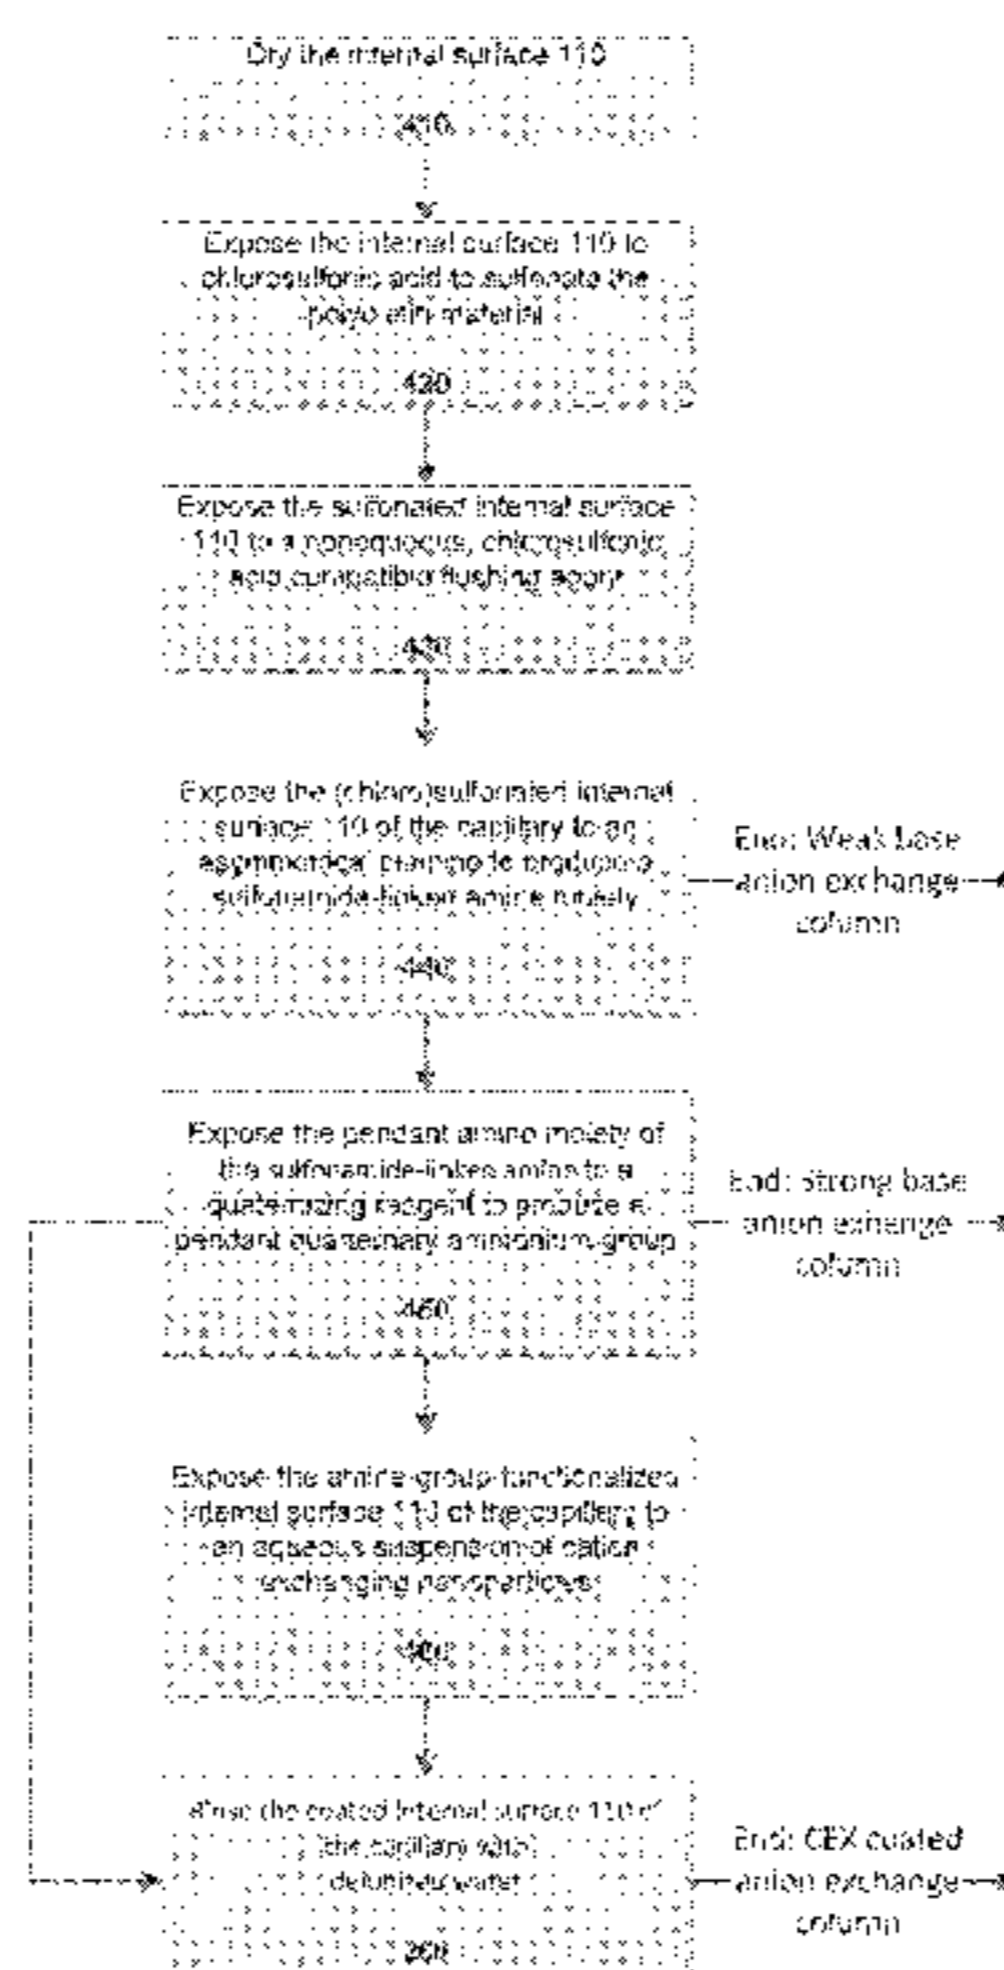 Dry the internal surface 110
410
Expose the internal surface 110 to
chlorosulfonic acid to sulfonate the
material
420
Expose the sulfonated internal surface
110 to a nonaqueous, chlorosulfonic
acid compatible flushing agent
430
Expose the (chloro)sulfonated internal
surface 110 of the capillary to an
asymmetrical to produce a
sulfonamide-linked amine
440
End: Weak base
anion exchange
column
Expose the pendant amino moiety of
the sulfonamide-linked amine to a
quaternizing reagent to produce a
pendant quaternary ammonium group
End: Strong base
anion exhenge
column
Expose the amine-group-functionalized
internal surface 110 of the capillary to
an aqueous suspension of cation
exchanging nanoparticles
Rinse the coated internal surface 110 of
the capillary with
deionized water
End: CEX coated
anion exchange
column